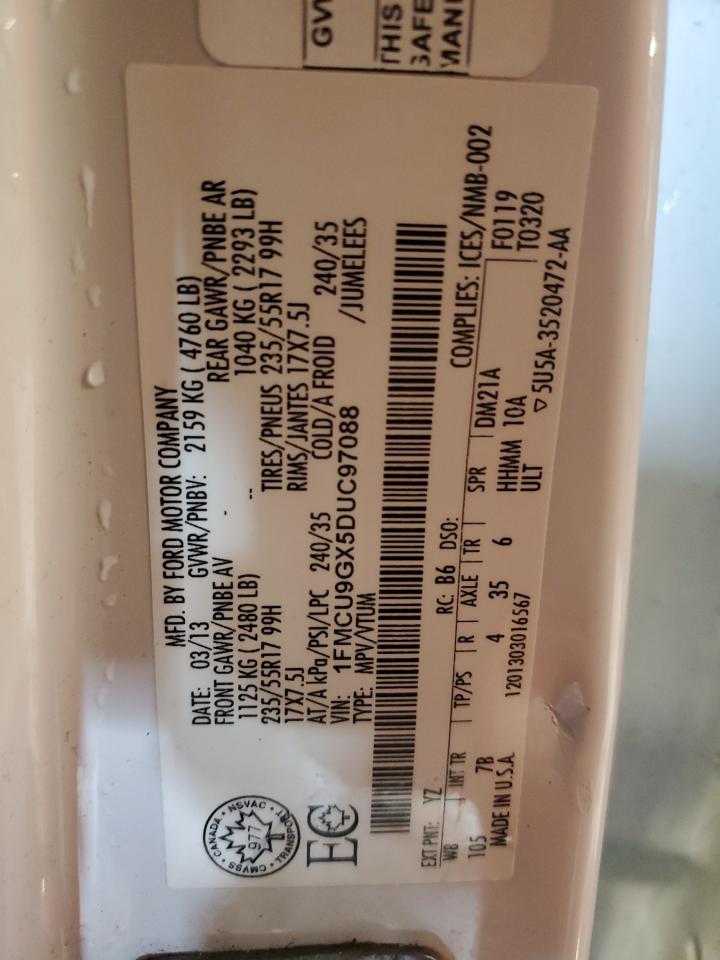 GV
THIS
SAFE
MANU
MFD. BY FORD MOTOR COMPANY
DATE: 03/13 GVWR/PNBV: 2159 KG ( 4760 LB)
FRONT GAWR/PNBE AV - REAR GAWR/PNBE AR
1125 KG ( 2480 LB) -- 1040 KG ( 2293 LB)
235/55R17 99H TIRES/PNEUS 235/55R17 99H
17X7.5J RIMS/JANTES 17X7.5J
AT/A kPa/PSI/LPC 240/35 COLD/A FROID 240/35
VIN: 1FMCU9GX5DUC97088 /JUMELEES
TYPE: MPV/VTUM
CANADA • NSVAC • TRANSPORT • CMVSS •
977
EC
EXT PNT: YZ RC: B6 DSO: COMPLIES: ICES/NMB-002
WB INT TR TP/PS R AXLE TR SPR DM21A F0119
105 7B 4 35 6 HHMM 10A T0320
MADE IN U.S.A. 1201303016567 ULT ▽ 5U5A-3520472-AA